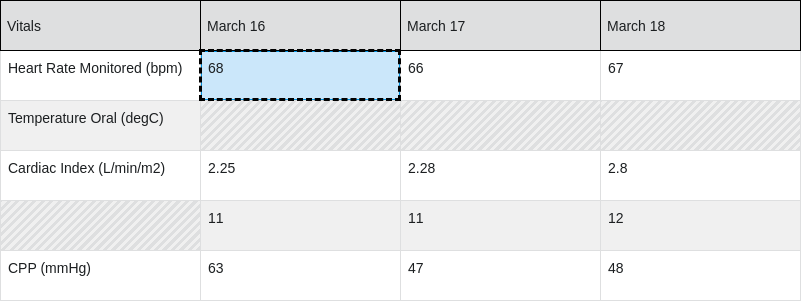 Vitals March 16 March 17 March 18
Heart Rate Monitored (bpm) 68 66 67
Temperature Oral (degC)
Cardiac Index (L/min/m2) 2.25 2.28 2.8
11 11 12
CPP (mmHg) 63 47 48